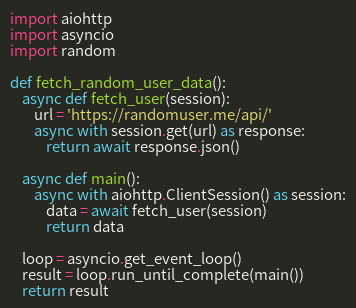 import aiohttp
import asyncio
import random

def fetch_random_user_data():
    async def fetch_user(session):
        url = 'https://randomuser.me/api/'
        async with session.get(url) as response:
            return await response.json()

    async def main():
        async with aiohttp.ClientSession() as session:
            data = await fetch_user(session)
            return data

    loop = asyncio.get_event_loop()
    result = loop.run_until_complete(main())
    return result